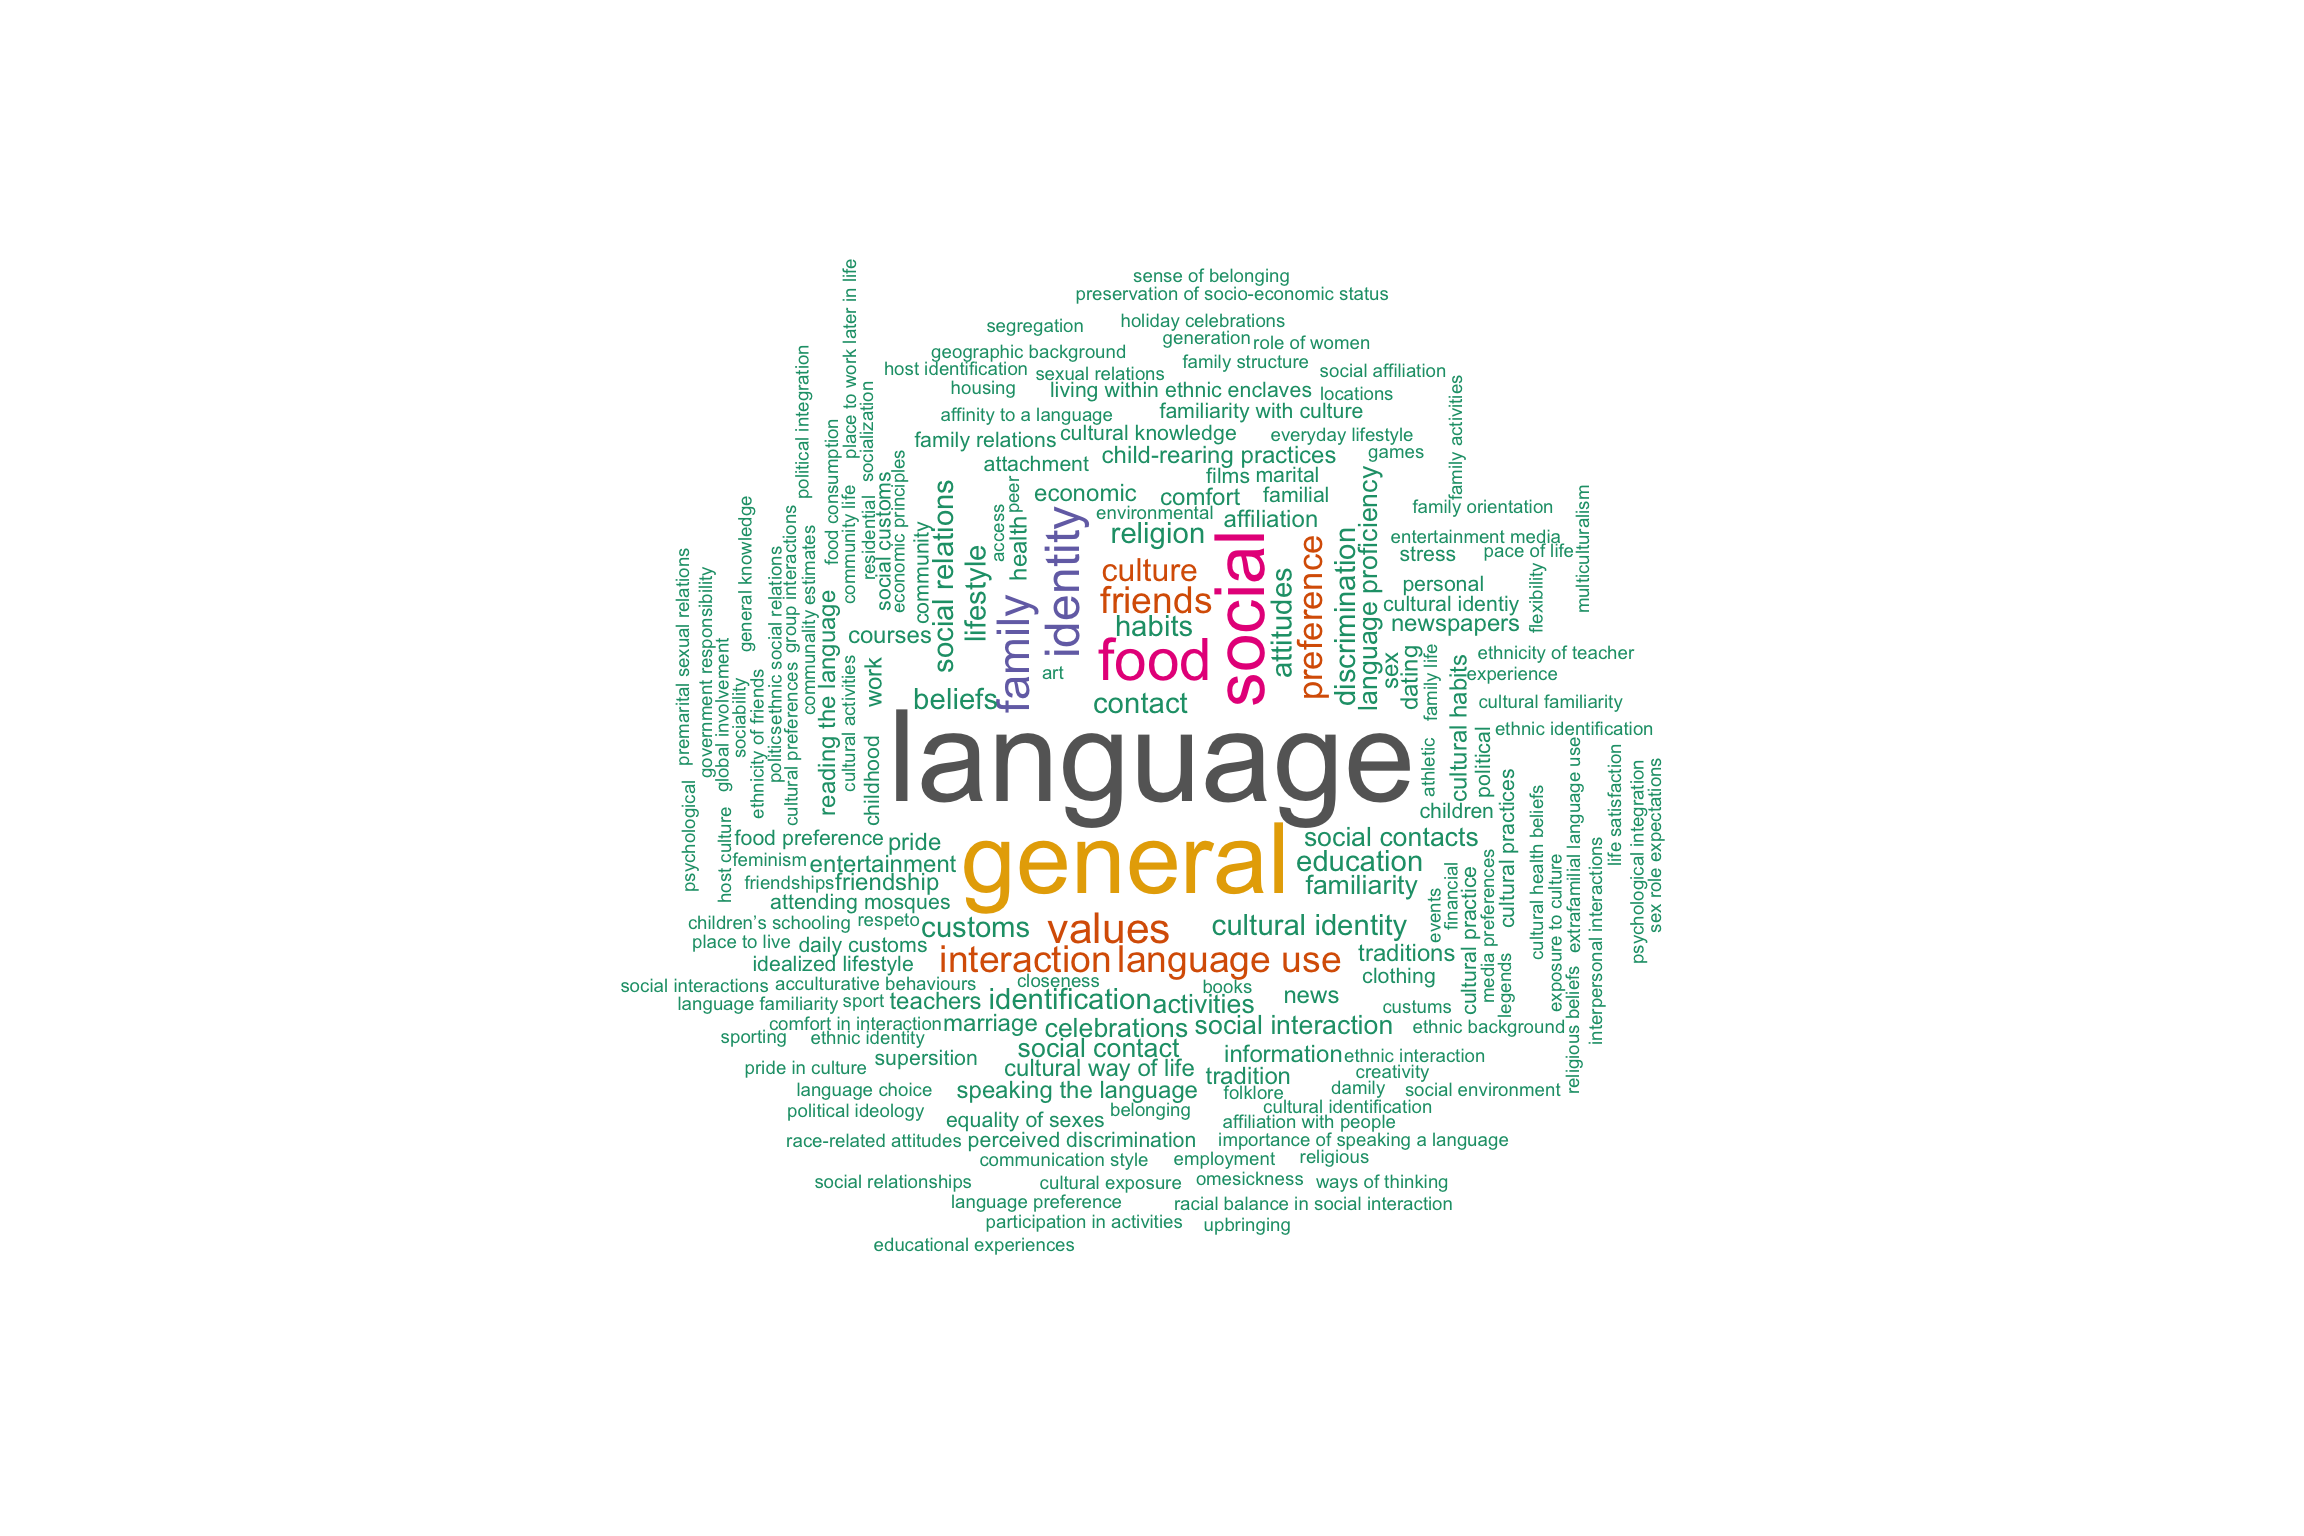 sense of belonging
preservation of socio-economic status
segregation
holiday celebrations
generation
role of women
geographic background
family structure
host identification
sexual relations
social affiliation
housing
living within ethnic enclaves
locations
affinity to a language
familiarity with culture
family relations
cultural knowledge
everyday lifestyle
attachment
child-rearing practices
games
films
marital
economic
comfort
familial
environmental
affiliation
religion
family orientation
entertainment media
stress
pace of life
place to work later in life
political integration
socialization
food consumption
community life
residential
social customs
economic principles
community
social relations
lifestyle
access
peer
health
family
identity
culture
friends
habits
food
art
social
attitudes
preference
discrimination
language proficiency
sex
dating
family life
family activities
multiculturalism
flexibility
personal
cultural identiy
newspapers
ethnicity of teacher
experience
cultural habits
cultural familiarity
ethnic identification
premarital sexual relations
government responsibility
general knowledge
global involvement
sociability
ethnicity of friends
politics
ethnic social relations
group interactions
cultural preferences
communality estimates
reading the language
cultural activities
courses
work
childhood
beliefs
contact
language
athletic
political
children
psychological
host culture
food preference
pride
feminism
entertainment
friendships
friendship
attending mosques
general
social contacts
education
familiarity
cultural practices
cultural health beliefs
extrafamilial language use
life satisfaction
psychological integration
sex role expectations
interpersonal interactions
exposure to culture
religious beliefs
media preferences
legends
cultural practice
financial
events
children's schooling
respeto
customs
values
cultural identity
place to live
daily customs
idealized lifestyle
interaction
language use
traditions
clothing
social interactions
acculturative behaviours
closeness
books
news
language familiarity
sport
teachers
identification
activities
custums
comfort in interaction
marriage
celebrations
social interaction
ethnic background
sporting
ethnic identity
social contact
information
ethnic interaction
supersition
pride in culture
cultural way of life
tradition
creativity
language choice
speaking the language
folklore
damily
social environment
political ideology
belonging
cultural identification
equality of sexes
affiliation with people
race-related attitudes
perceived discrimination
importance of speaking a language
communication style
employment
religious
social relationships
cultural exposure
omesickness
ways of thinking
language preference
racial balance in social interaction
participation in activities
upbringing
educational experiences